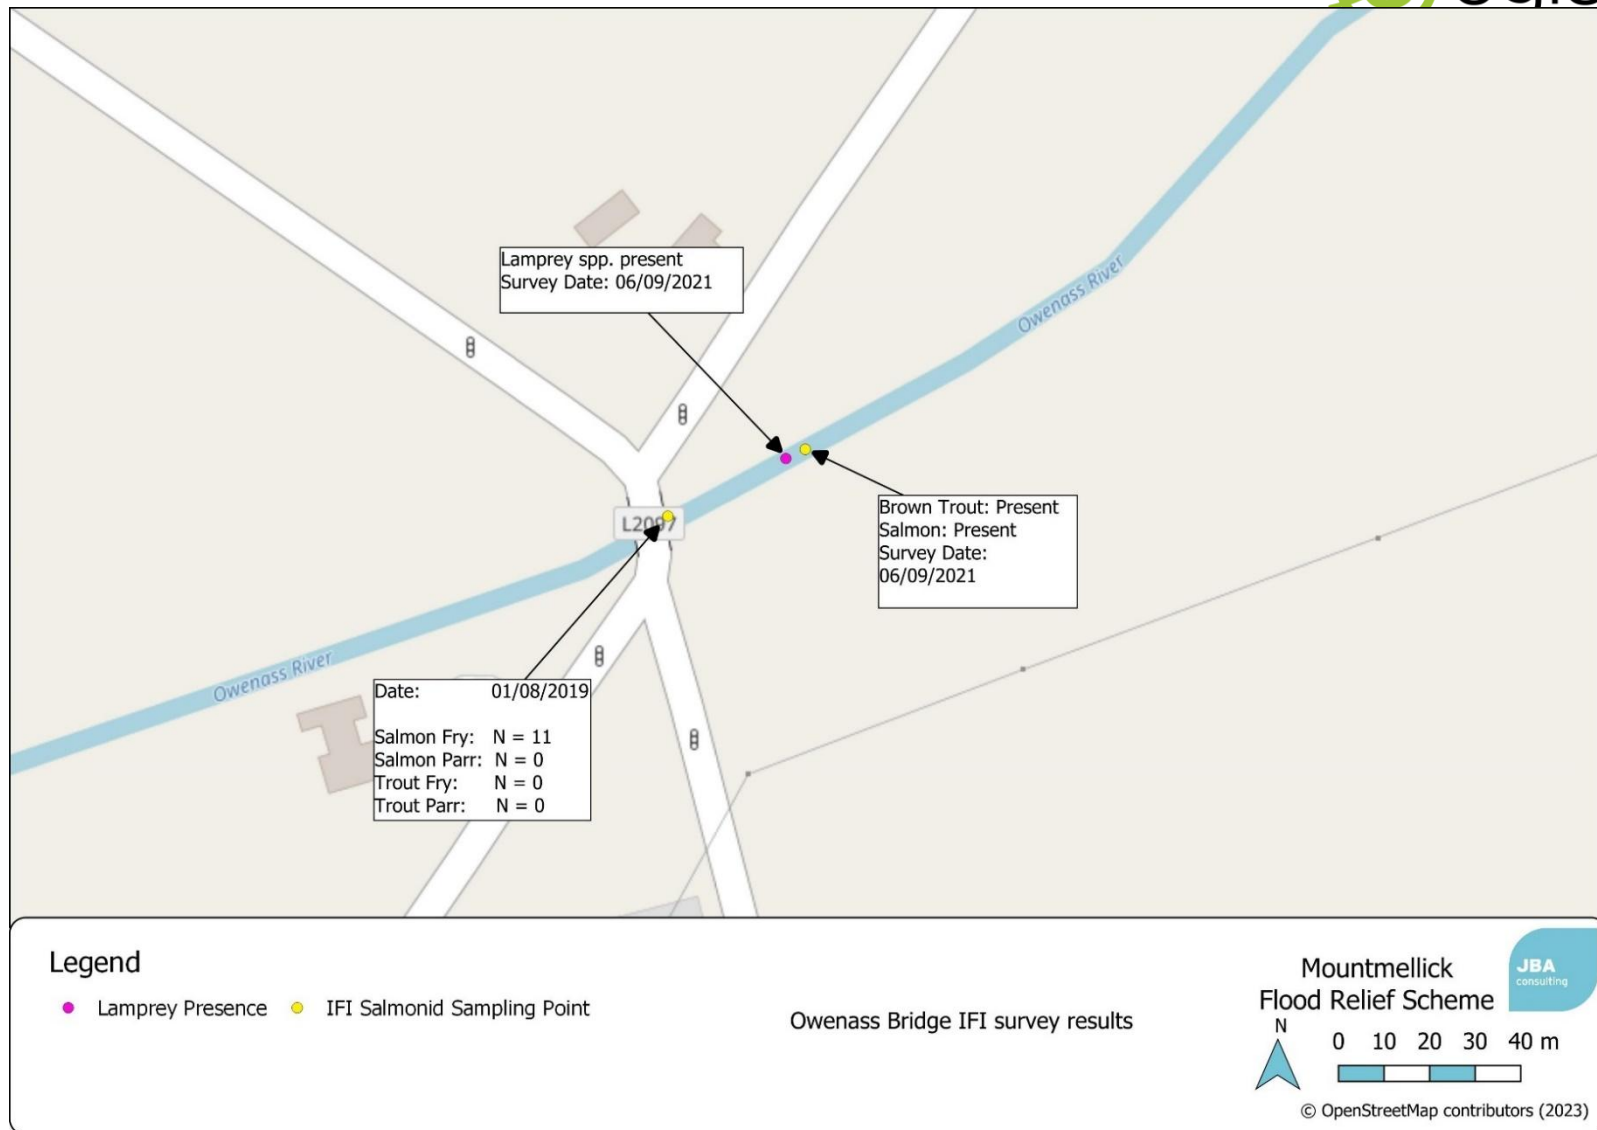 Lamprey spp. present
Survey Date: 06/09/2021
Owenass River
Brown Trout: Present
Salmon: Present
Survey Date:
06/09/2021
L2097
Owenass River
Date: 01/08/2019
Salmon Fry: N = 11
Salmon Parr: N = 0
Trout Fry: N = 0
Trout Parr: N = 0
Legend
Lamprey Presence
IFI Salmonid Sampling Point
Owenass Bridge IFI survey results
Mountmellick
Flood Relief Scheme
JBA
consulting
N
0 10 20 30 40 m
© OpenStreetMap contributors (2023)